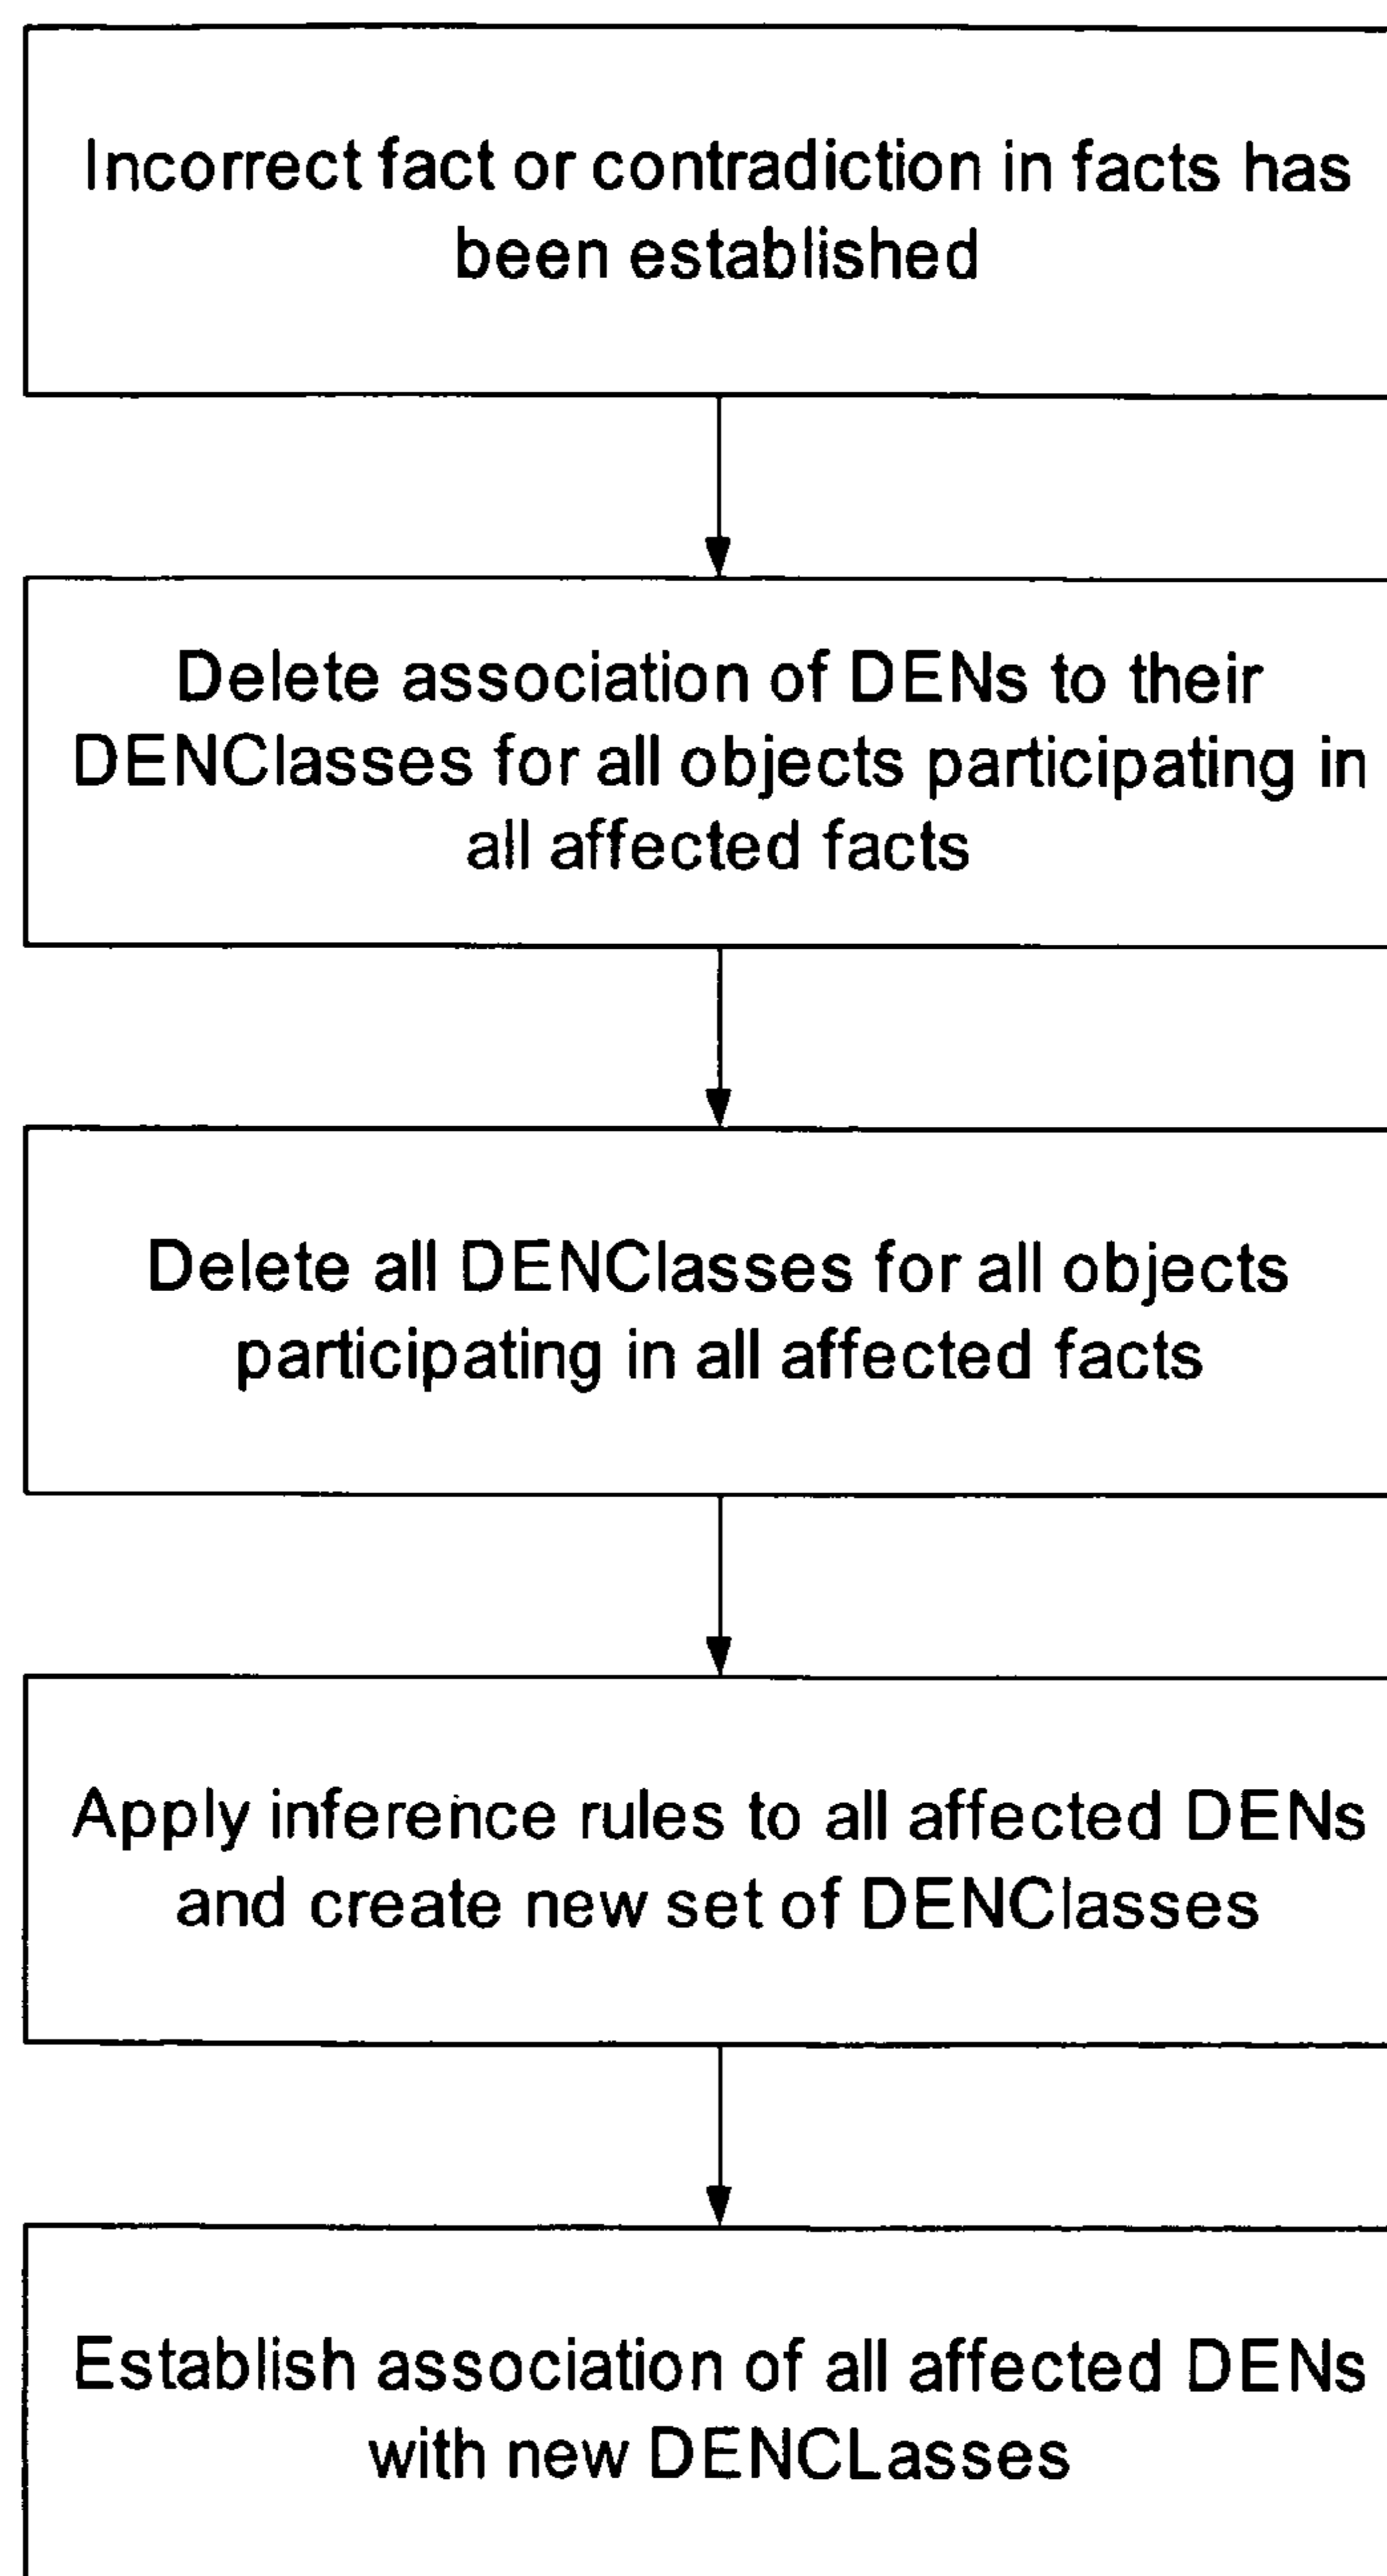 Incorrect fact or contradiction in facts has
been established
Delete association of DENs to their
DENClasses for all objects participating in
all affected facts
Delete all DENClasses for all objects
participating in all affected facts
Apply inference rules to all affected DENs
and create new set of DENClasses
Establish association of all affected DENs
with new DENCLasses